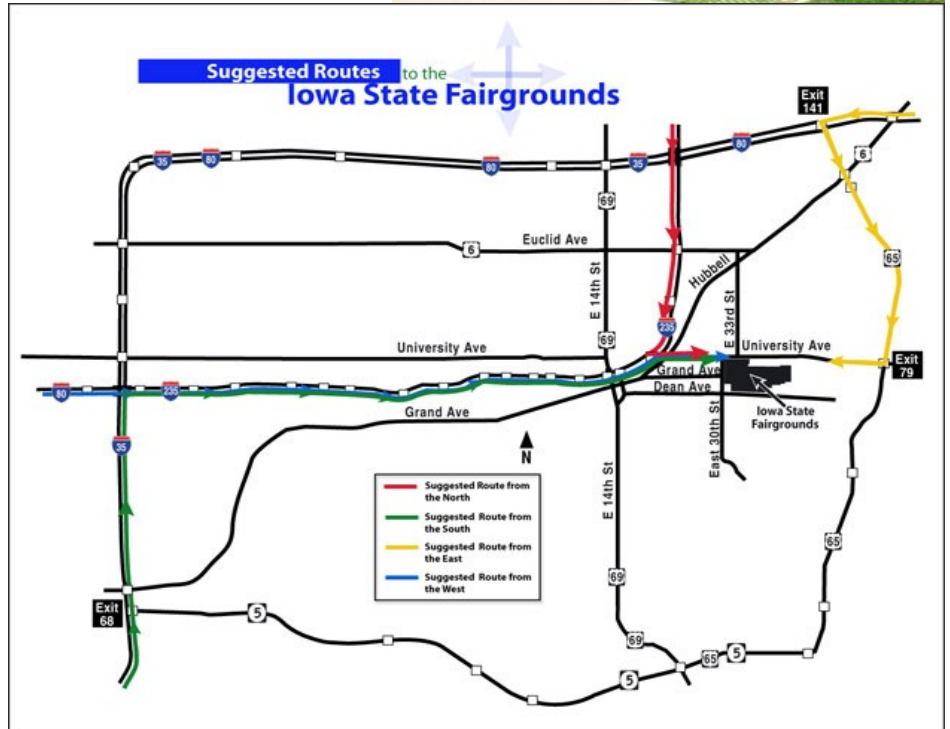 Suggested Routes to the
Iowa State Fairgrounds
Exit
141
35
80
80
35
80
6
69
Euclid Ave
6
Hubbell
65
E 14th St
E 33rd St
235
69
University Ave
University Ave
Exit
79
Grand Ave
Dean Ave
80
235
Iowa State
Fairgrounds
Grand Ave
East 30th St
35
N
E 14th St
Suggested Route from
the North
Suggested Route from
the South
Suggested Route from
the East
Suggested Route from
the West
65
69
Exit
68
5
69
65
5
5